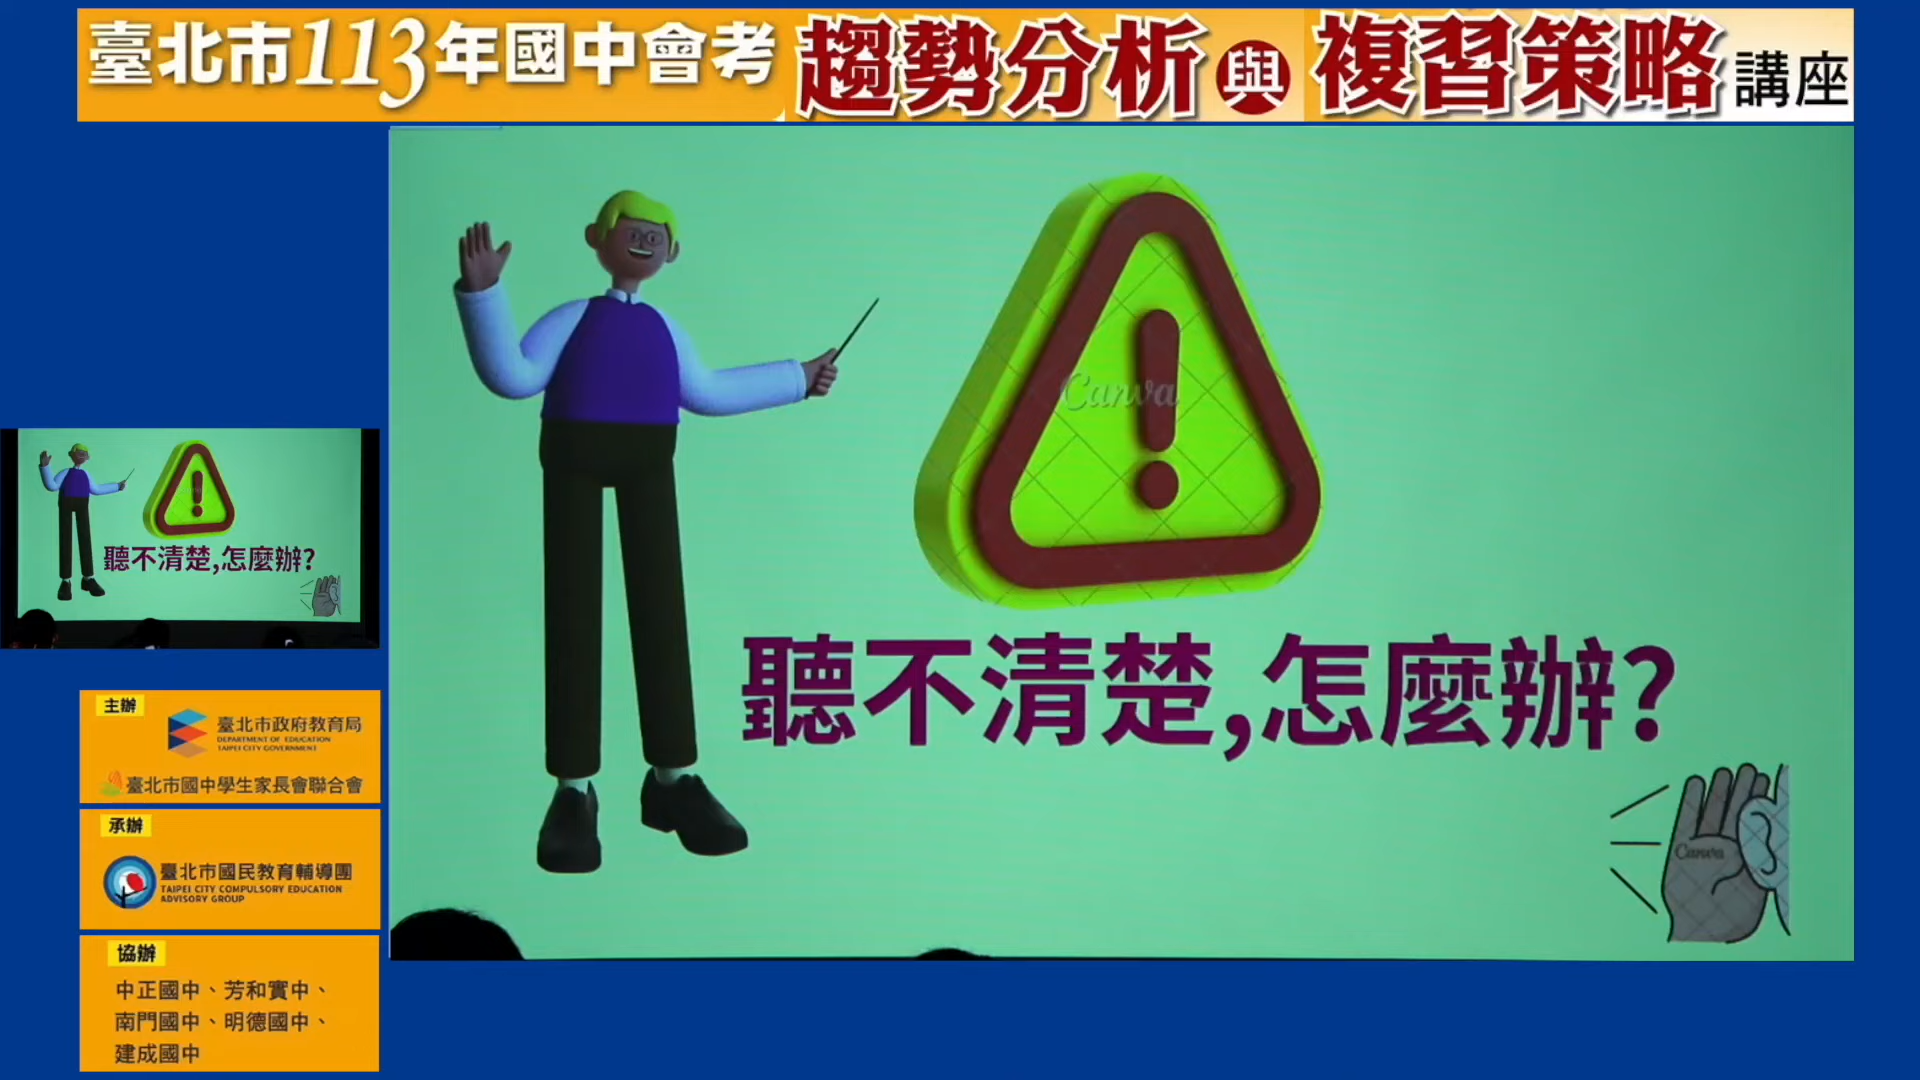 臺北市113年國中會考 趨勢分析與複習策略講座
Canva
聽不清楚,怎麼辦?
Canva
聽不清楚,怎麼辦?
主辦
臺北市政府教育局
DEPARTMENT OF EDUCATION
TAIPEI CITY GOVERNMENT
臺北市國中學生家長會聯合會
承辦
臺北市國民教育輔導團
TAIPEI CITY COMPULSORY EDUCATION
ADVISORY GROUP
協辦
中正國中、芳和實中、
南門國中、明德國中、
建成國中